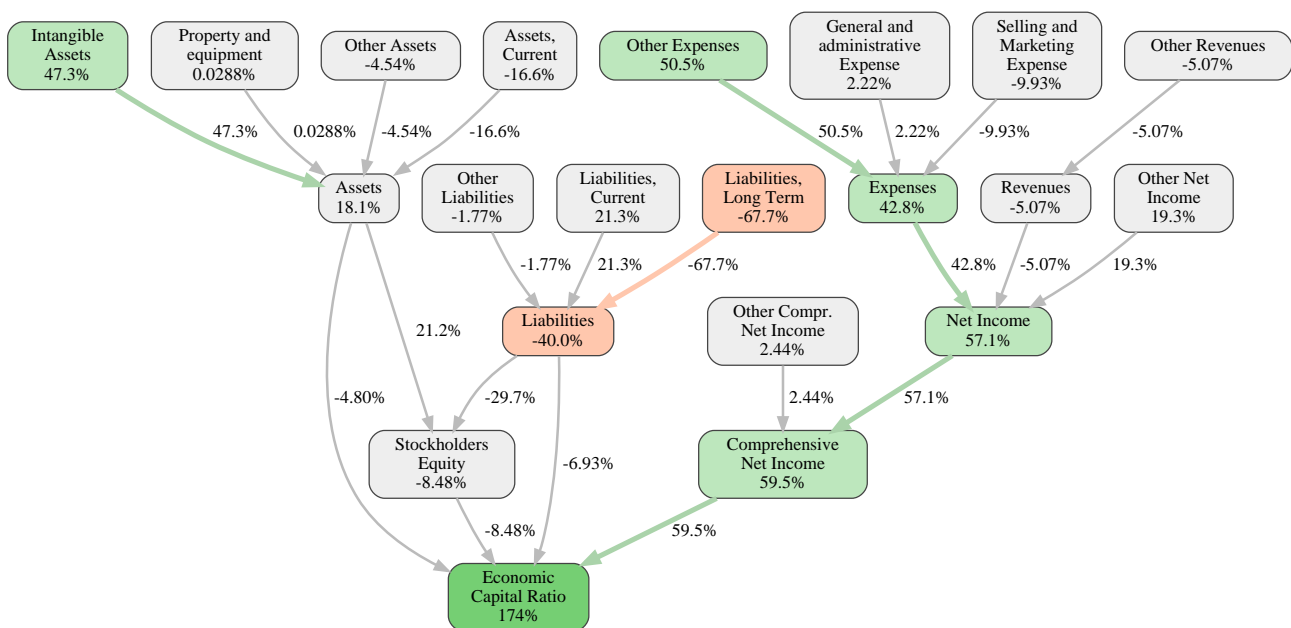 Intangible
Assets
47.3%
Property and
equipment
0.0288%
Other Assets
-4.54%
Assets,
Current
-16.6%
Other Expenses
50.5%
General and
administrative
Expense
2.22%
Selling and
Marketing
Expense
-9.93%
Other Revenues
-5.07%
47.3%
0.0288%
-4.54%
-16.6%
50.5%
2.22%
-9.93%
-5.07%
Assets
18.1%
Other
Liabilities
-1.77%
Liabilities,
Current
21.3%
Liabilities,
Long Term
-67.7%
Expenses
42.8%
Revenues
-5.07%
Other Net
Income
19.3%
-1.77%
21.3%
-67.7%
42.8%
-5.07%
19.3%
21.2%
Liabilities
-40.0%
Other Compr.
Net Income
2.44%
Net Income
57.1%
-4.80%
-29.7%
2.44%
57.1%
Stockholders
Equity
-8.48%
-6.93%
Comprehensive
Net Income
59.5%
-8.48%
59.5%
Economic
Capital Ratio
174%